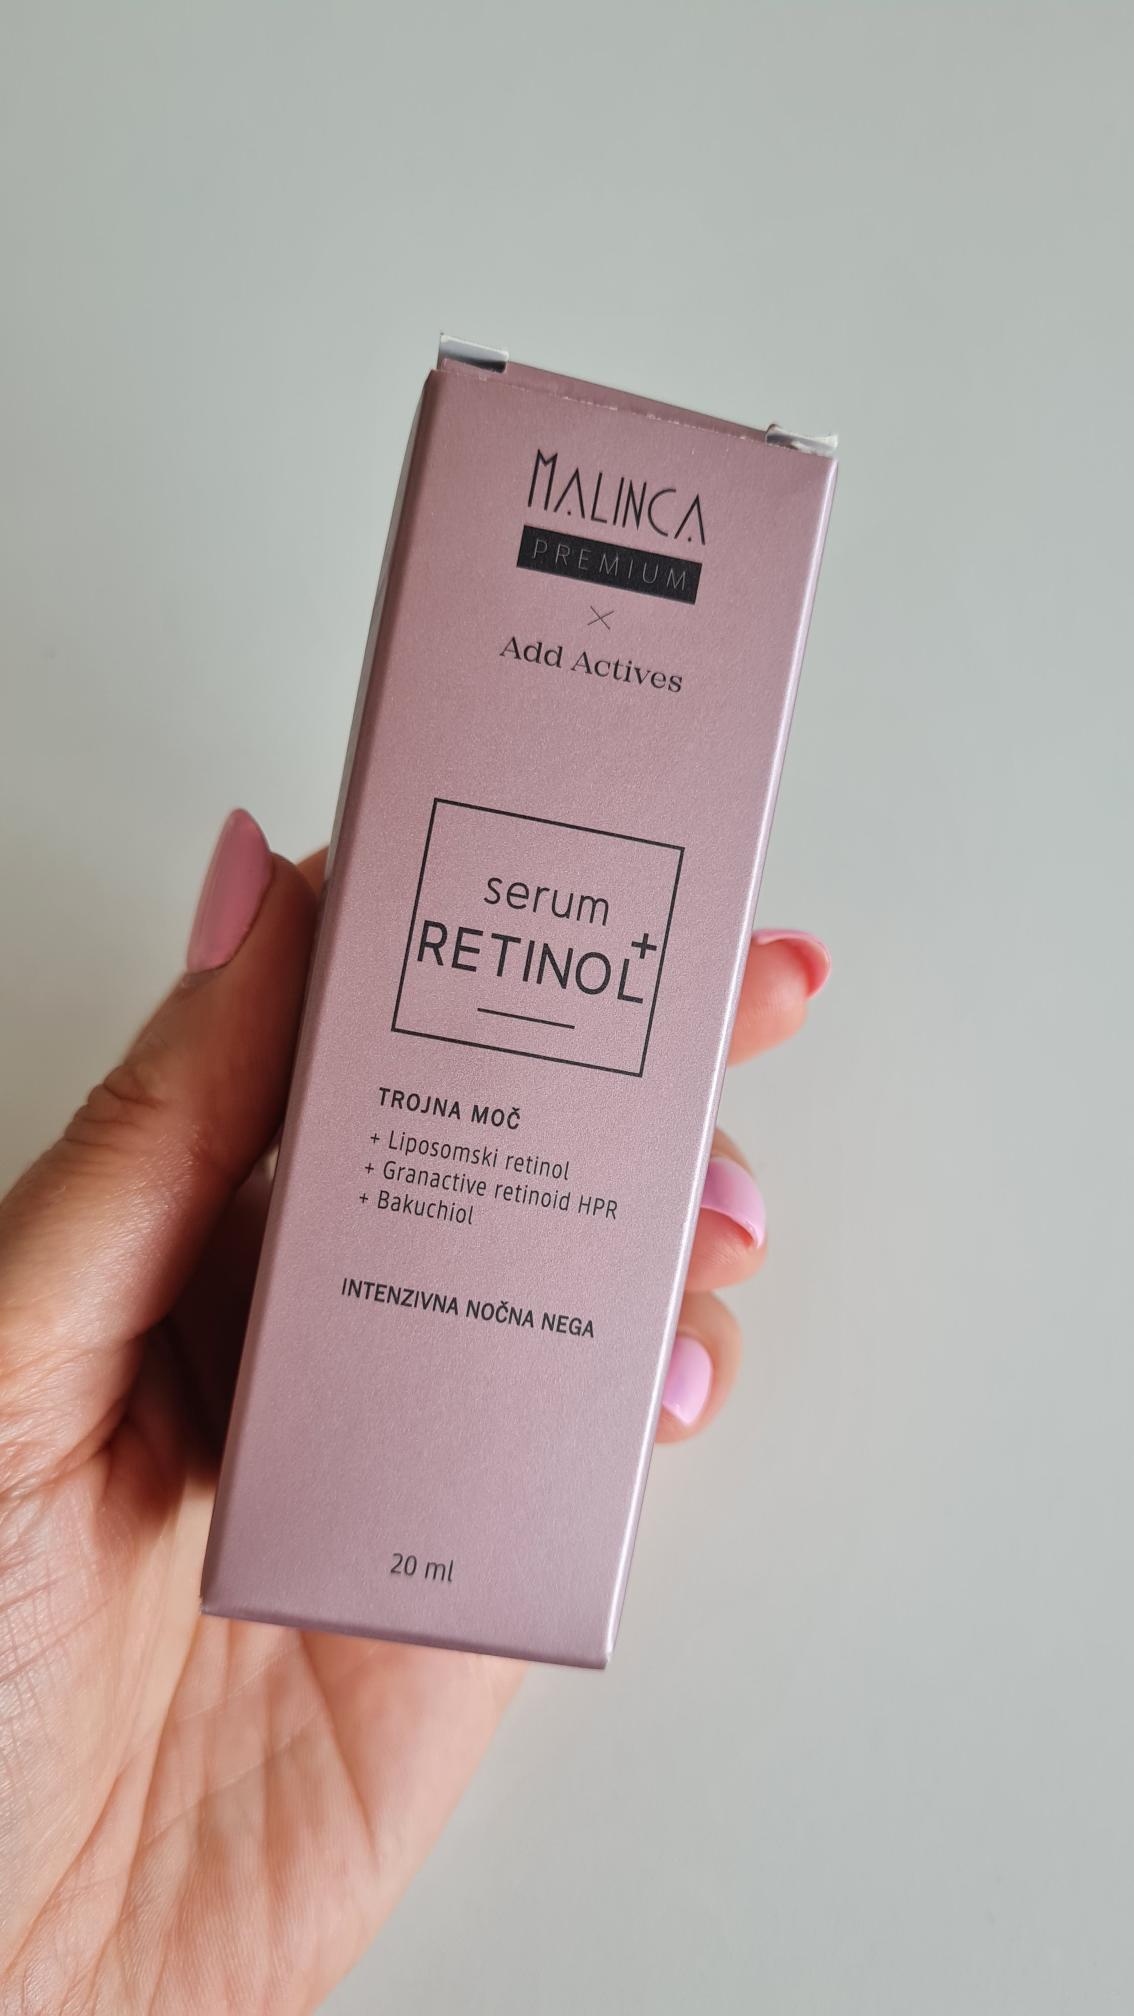 MALINCA
PREMIUM
×
Add Actives
serum
RETINOL+
TROJNA MOČ
+ Liposomski retinol
+ Granactive retinoid HPR
+ Bakuchiol
INTENZIVNA NOČNA NEGA
20 ml